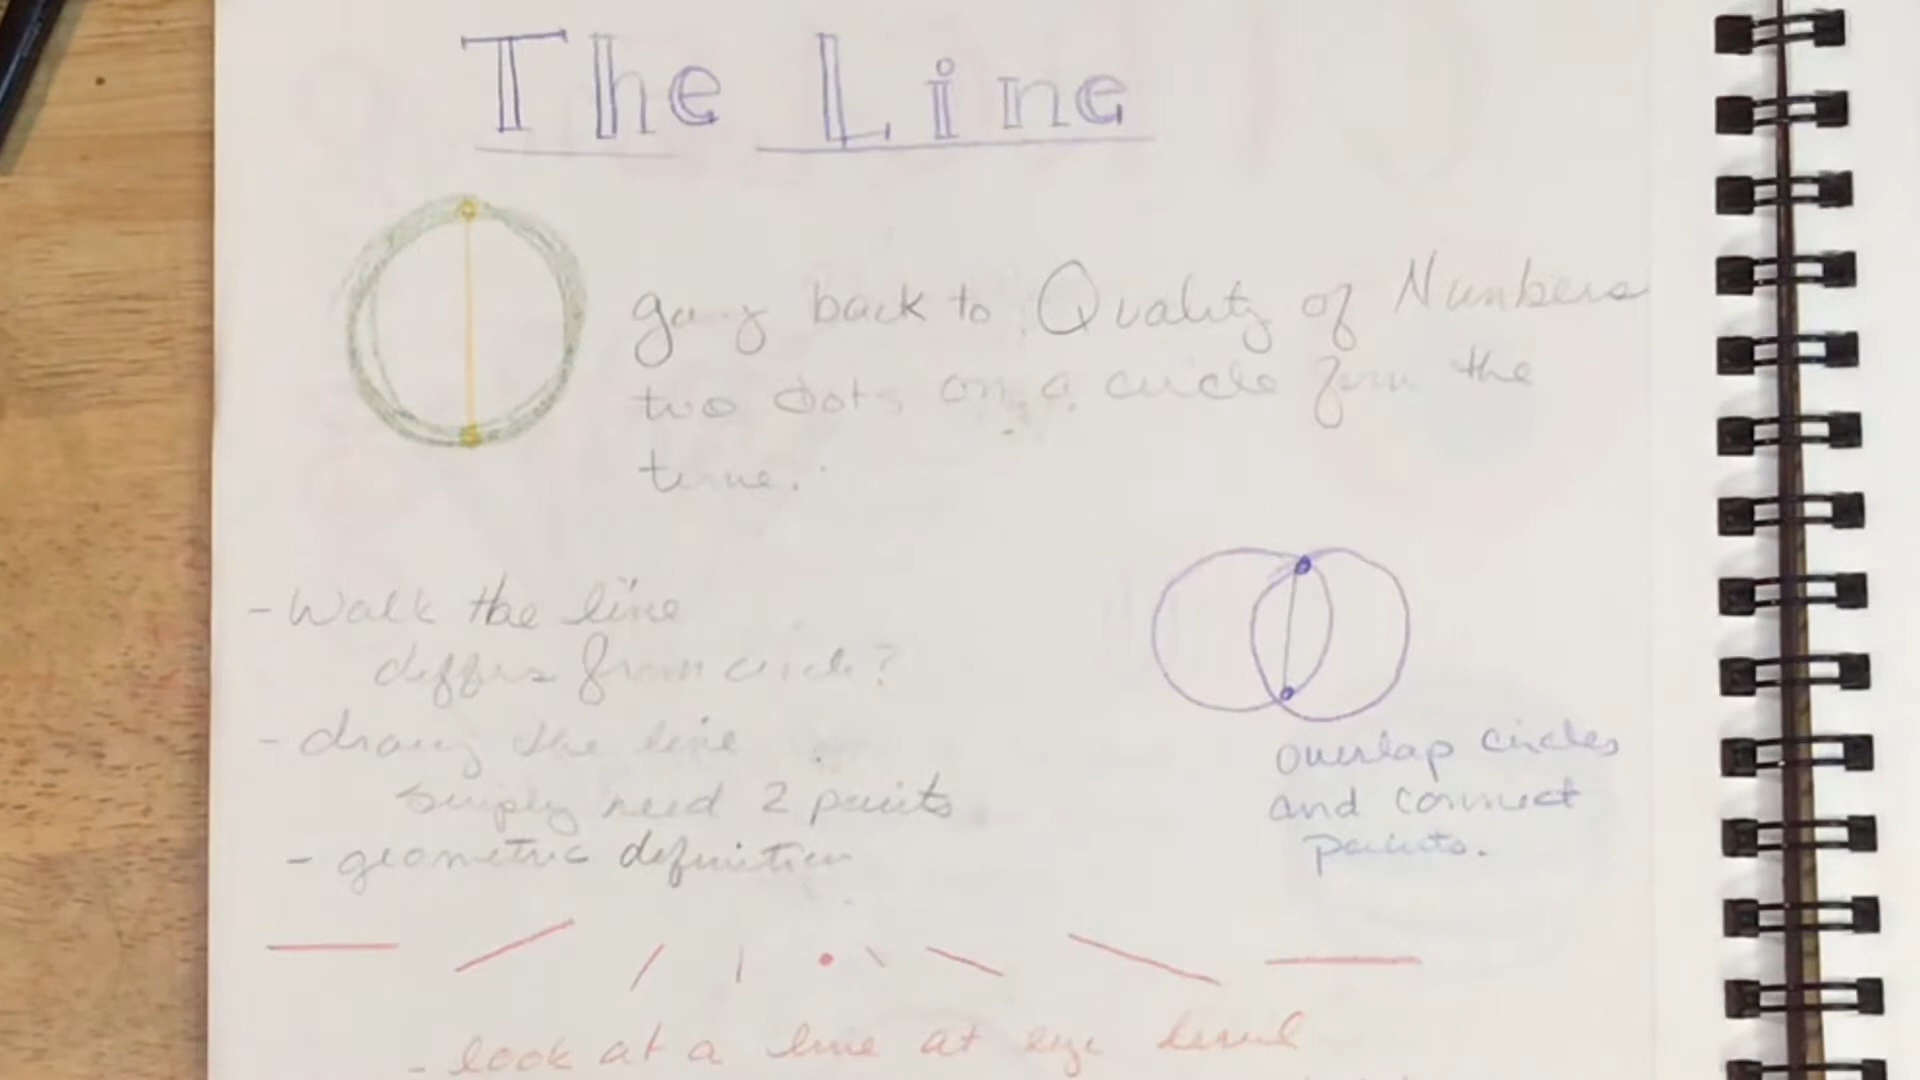 The Line
going back to Quality of Numbers
two dots on a circle form the
- Walk the line
differs from circle?
- drawing the line
simply need 2 points
- geometric definition
overlap circles
and connect
points.
- look at a line at eye level